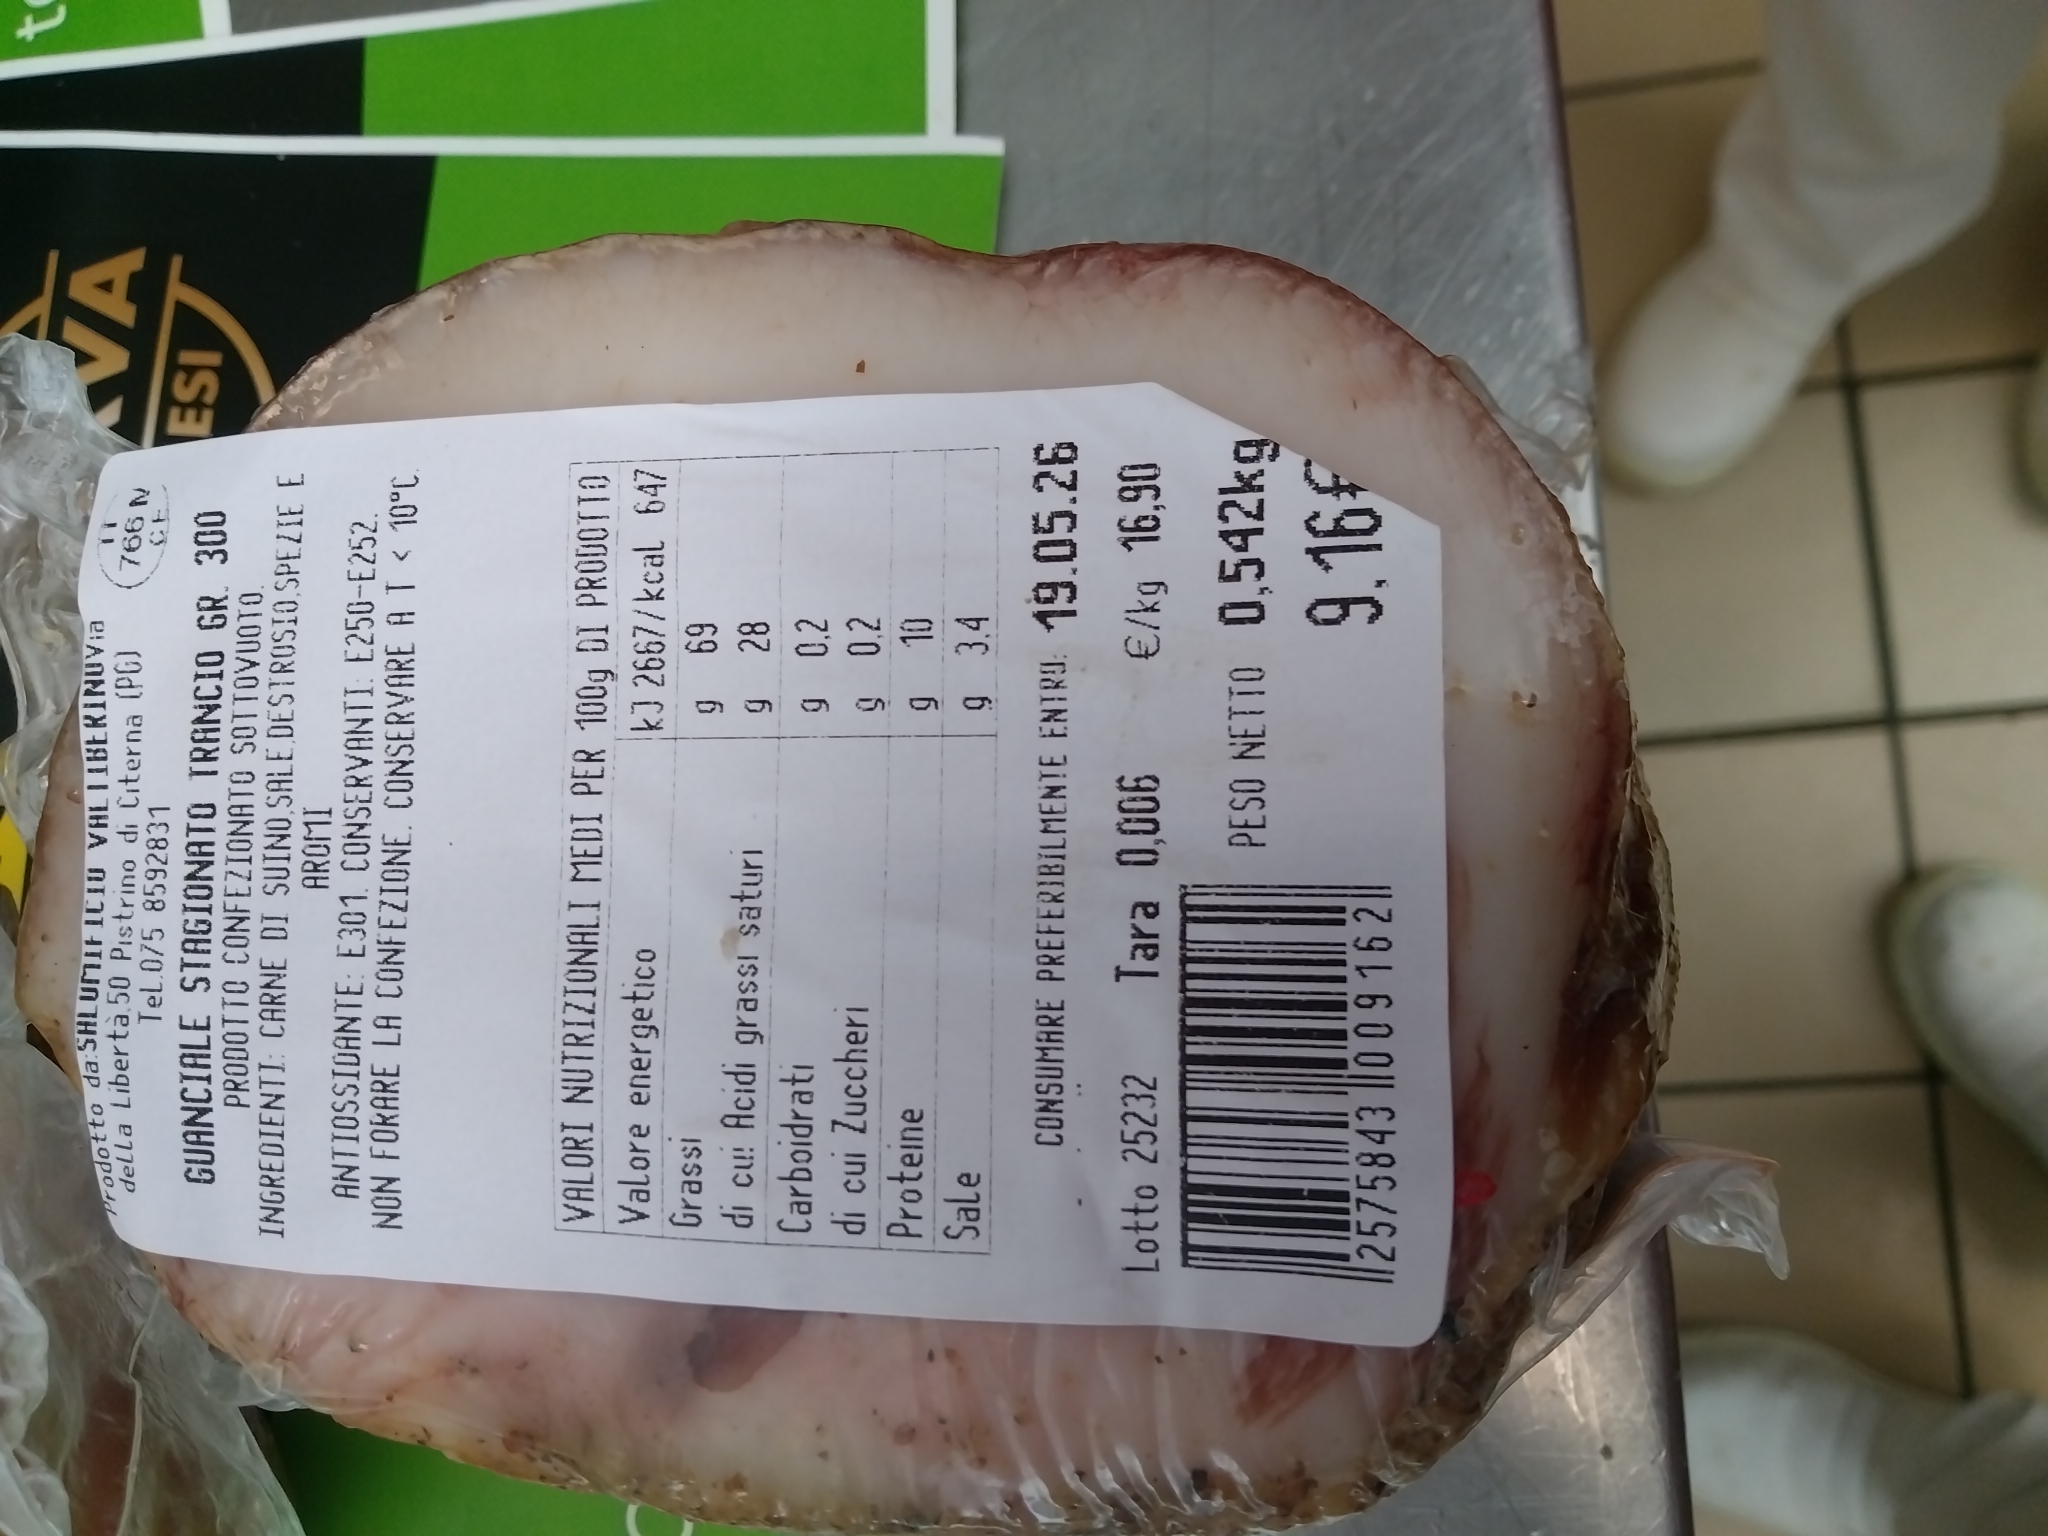 Prodotto da:SALUMIFICIO VALTIBERINOVia
della Libertà,50 Pistrino di Citerna (PG)
Tel.075 8592831
IT
766 M
CE
GUANCIALE STAGIONATO TRANCIO GR. 300
PRODOTTO CONFEZIONATO SOTTOVUOTO.
INGREDIENTI: CARNE DI SUINO,SALE,DESTROSIO,SPEZIE E
AROMI
ANTIOSSIDANTE: E301. CONSERVANTI: E250-E252.
NON FORARE LA CONFEZIONE. CONSERVARE A T < 10°C.
VALORI NUTRIZIONALI MEDI PER 100g DI PRODOTTO
Valore energetico kJ 2667/kcal 647
Grassi g 69
di cui Acidi grassi saturi g 28
Carboidrati g 0,2
di cui Zuccheri g 0,2
Proteine g 10
Sale g 3,4
CONSUMARE PREFERIBILMENTE ENTRO: 19.05.26
Lotto 25232 Tara 0,006 €/kg 16,90
PESO NETTO 0,542kg
9,16€
2575843009162
ESI